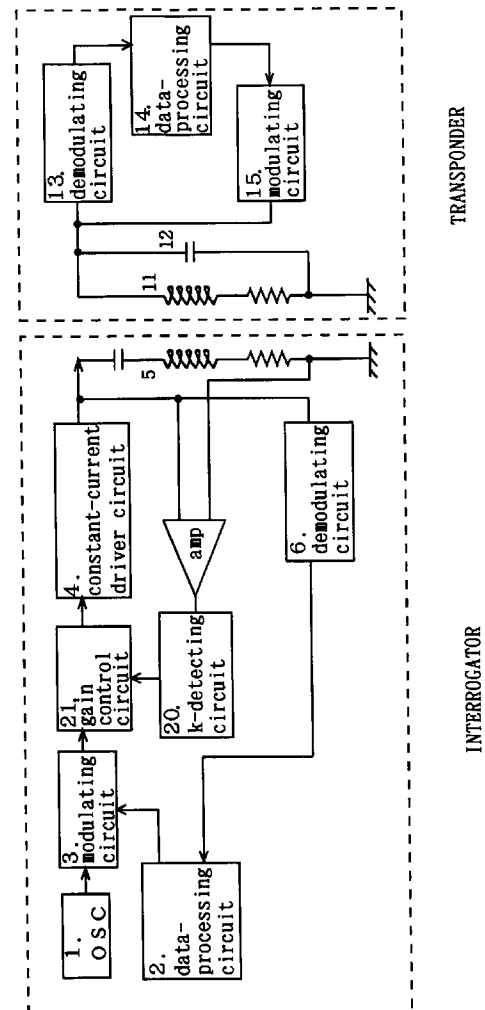 1.
OSC
2.
data-
processing
circuit
3.
modulating
circuit
21.
gain
control
circuit
20.
k-detecting
circuit
4.
constant-current
driver circuit
amp
6.
demodulating
circuit
5
INTERROGATOR
11
12
13.
demodulating
circuit
14.
data-
processing
circuit
15.
modulating
circuit
TRANSPONDER